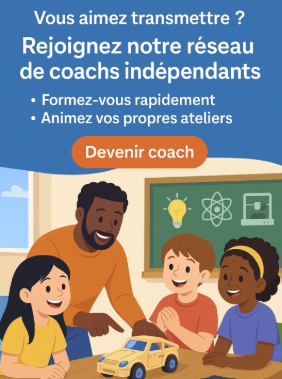 Vous aimez transmettre ?
Rejoignez notre réseau
de coachs indépendants
• Formez-vous rapidement
• Animez vos propres ateliers
Devenir coach